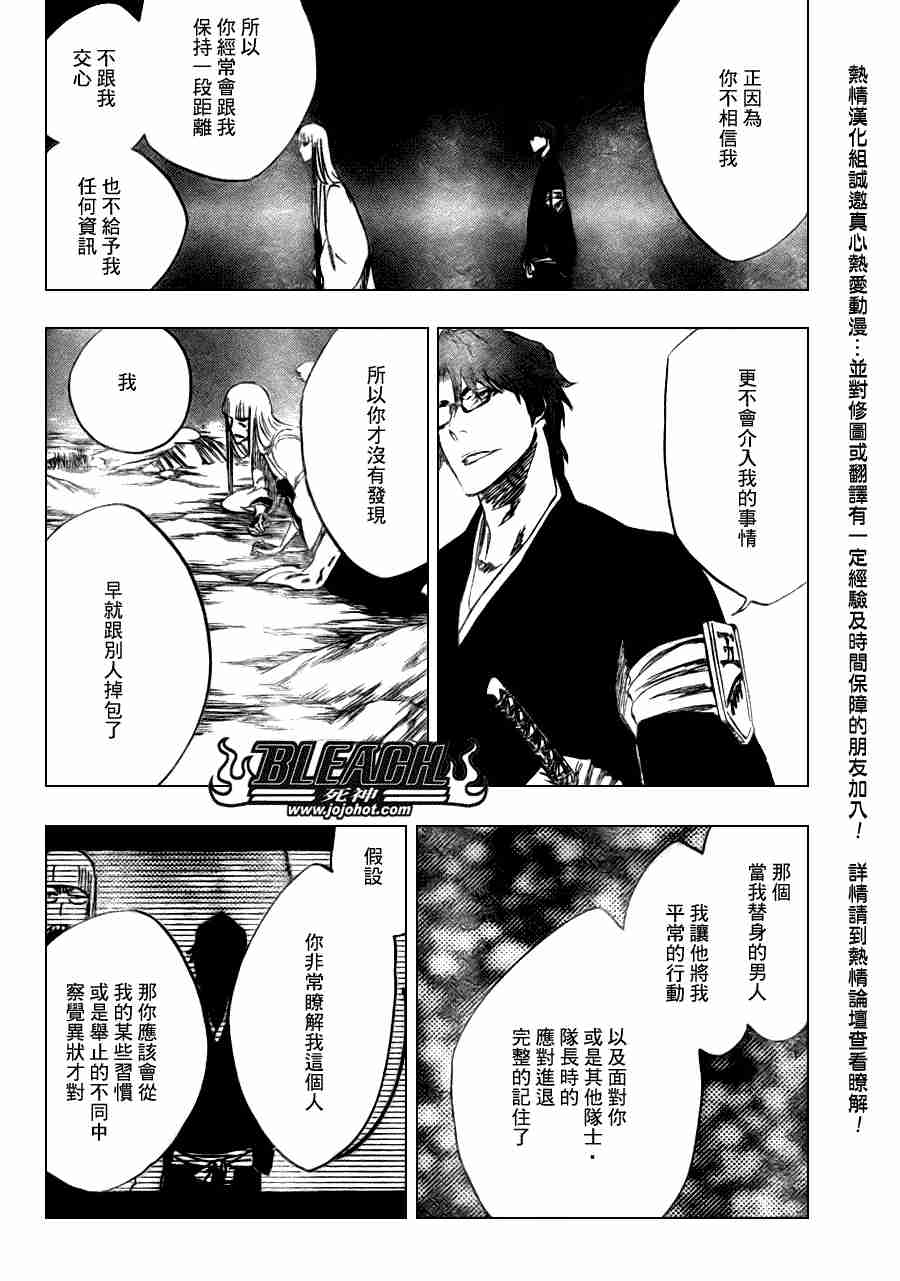 正因為
你不相信我
所以
你經常會跟我
保持一段距離
不跟我
交心
也不給予我
任何資訊
更不會介入我的事情
五
所以你才沒有發現
我
早就跟別人掉包了
BLEACH
死神
www.jojohot.com
那個
當我替身的男人
我讓他將我
平常的行動
以及面對你
或是其他隊士・
隊長時的
應對進退
完整的記住了
假設
你非常瞭解我這個人
那你應該會從
我的某些習慣
或是舉止的不同中
察覺異狀才對
熱情漢化組誠邀真心熱愛動漫…並對修圖或翻譯有一定經驗及時間保障的朋友加入！ 詳情請到熱情論壇查看瞭解！